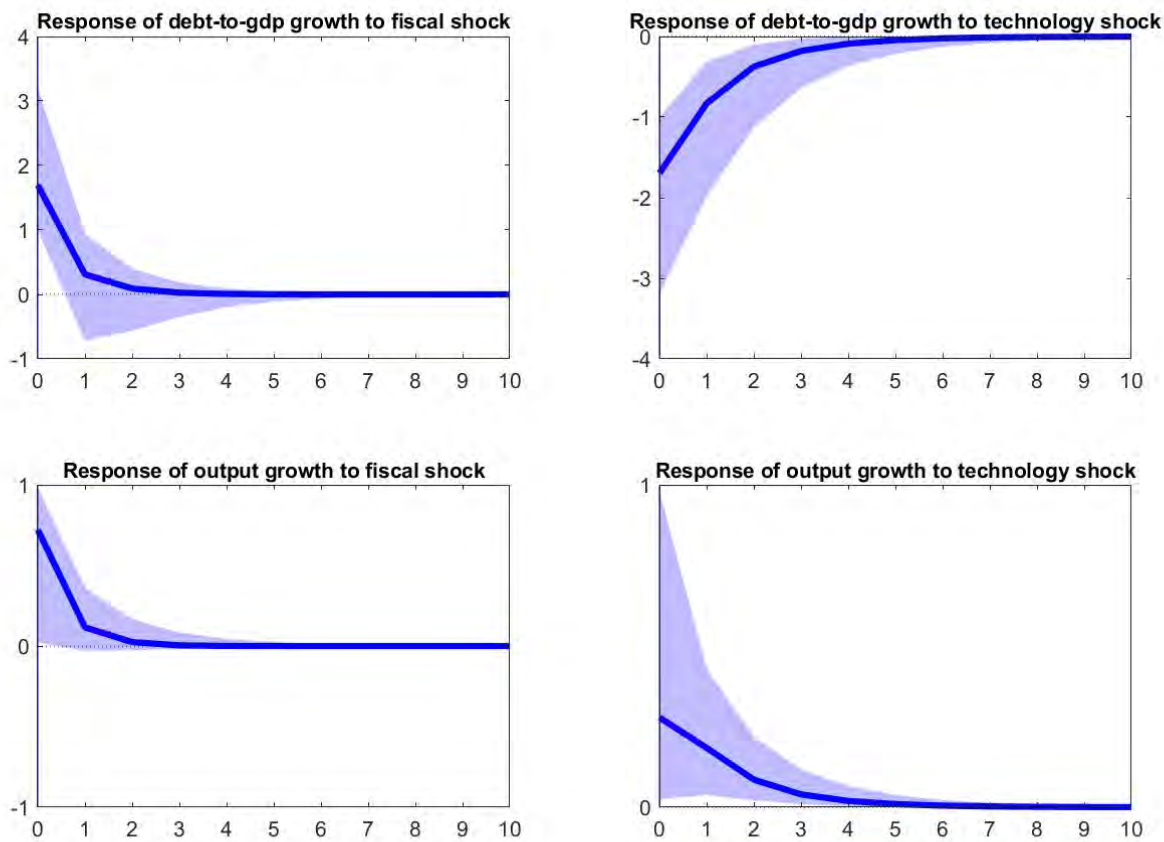 Response of debt-to-gdp growth to fiscal shock
4
3
2
1
0
-1
0 1 2 3 4 5 6 7 8 9 10
Response of debt-to-gdp growth to technology shock
0
-1
-2
-3
-4
0 1 2 3 4 5 6 7 8 9 10
Response of output growth to fiscal shock
1
0
-1
0 1 2 3 4 5 6 7 8 9 10
Response of output growth to technology shock
1
0
0 1 2 3 4 5 6 7 8 9 10